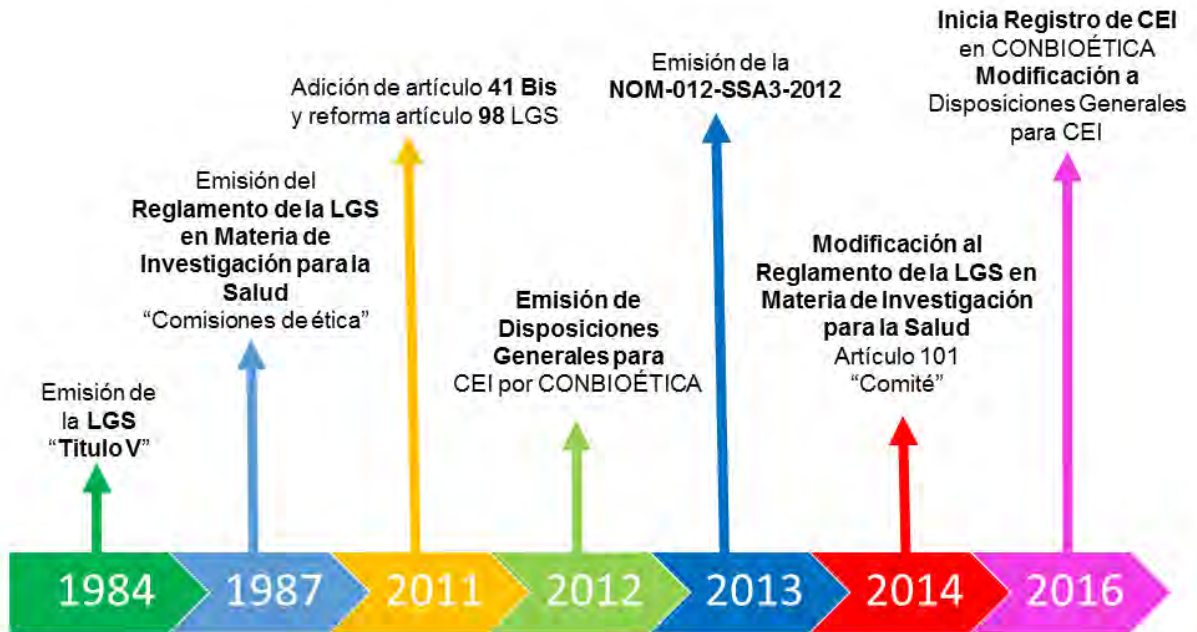 Emisión de
la LGS
“Titulo V”
Emisión del
Reglamento de la LGS
en Materia de
Investigación para la
Salud
“Comisiones de ética”
Adición de artículo 41 Bis
y reforma artículo 98 LGS
Emisión de
Disposiciones
Generales para
CEI por CONBIOÉTICA
Emisión de la
NOM-012-SSA3-2012
Modificación al
Reglamento de la LGS en
Materia de Investigación
para la Salud
Artículo 101
“Comité”
Inicia Registro de CEI
en CONBIOÉTICA
Modificación a
Disposiciones Generales
para CEI
1984
1987
2011
2012
2013
2014
2016